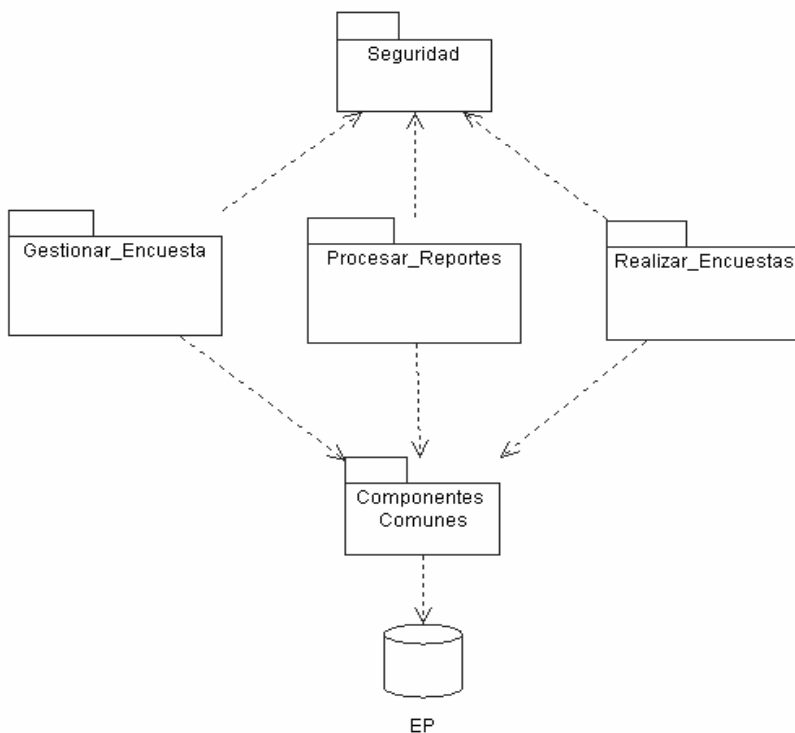 Seguridad
Gestionar_Encuesta
Procesar_Reportes
Realizar_Encuestas
Componentes
Comunes
EP